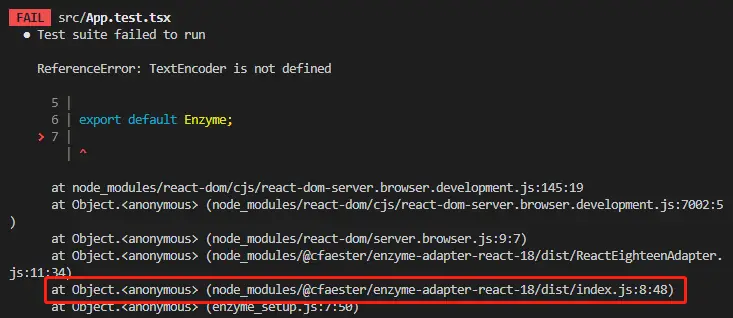 FAIL src/App.test.tsx
● Test suite failed to run
ReferenceError: TextEncoder is not defined
5 |
6 | export default Enzyme;
> 7 |
| ^
at node_modules/react-dom/cjs/react-dom-server.browser.development.js:145:19
at Object.<anonymous> (node_modules/react-dom/cjs/react-dom-server.browser.development.js:7002:5
)
at Object.<anonymous> (node_modules/react-dom/server.browser.js:9:7)
at Object.<anonymous> (node_modules/@cfaester/enzyme-adapter-react-18/dist/ReactEighteenAdapter.
js:11:34)
at Object.<anonymous> (node_modules/@cfaester/enzyme-adapter-react-18/dist/index.js:8:48)
at Object.<anonymous> (enzyme_setup.js:7:50)